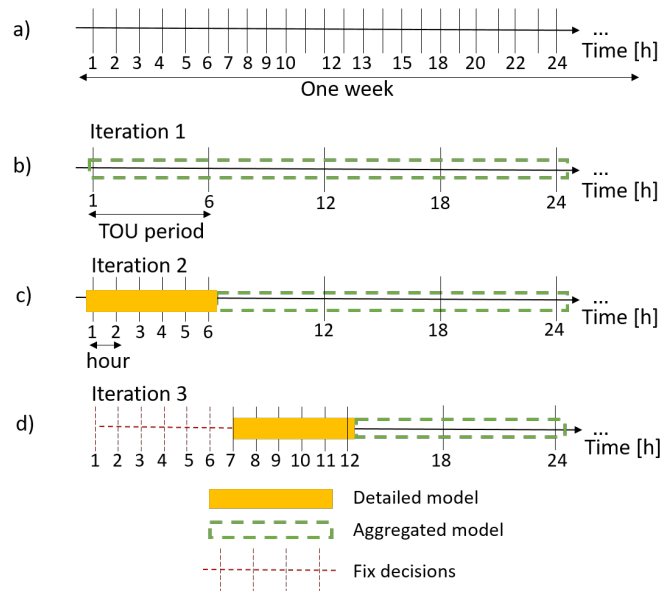 a)
...
Time [h]
1 2 3 4 5 6 7 8 9 10 12 13 15 18 20 22 24
One week
Iteration 1
b)
...
Time [h]
1 6 12 18 24
TOU period
Iteration 2
c)
...
Time [h]
1 2 3 4 5 6 12 18 24
hour
Iteration 3
d)
...
Time [h]
1 2 3 4 5 6 7 8 9 10 11 12 18 24
Detailed model
Aggregated model
Fix decisions